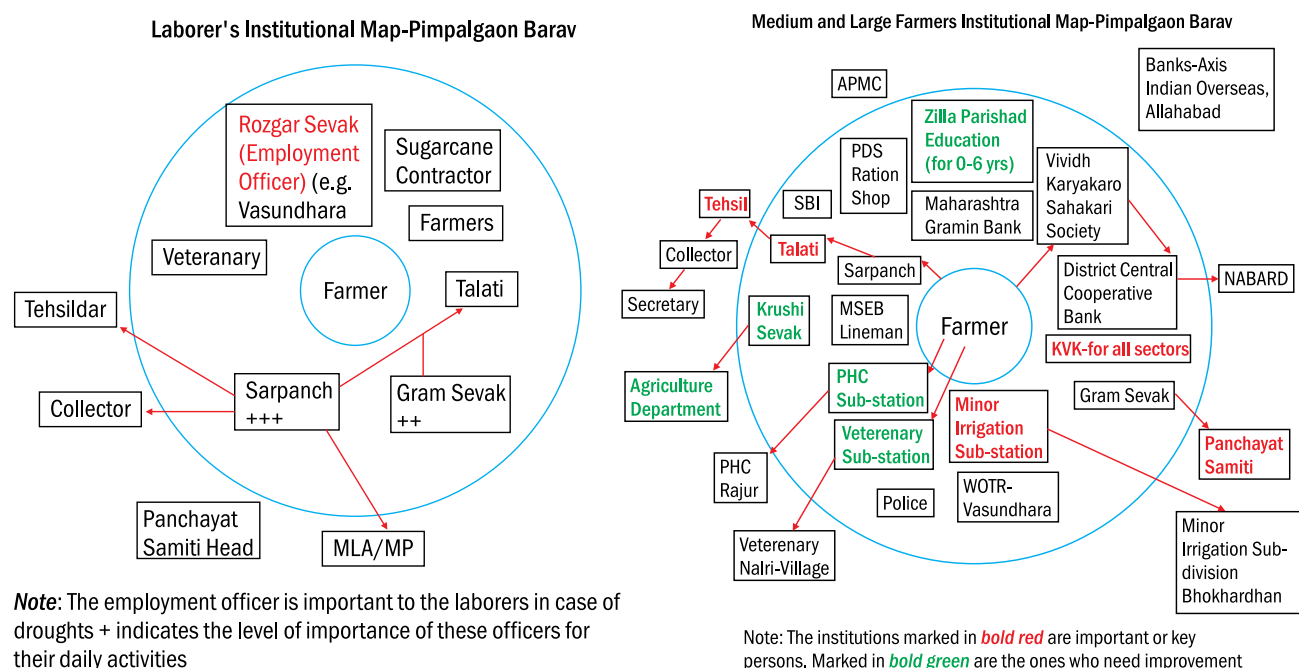 Laborer's Institutional Map-Pimpalgaon Barav
Rozgar Sevak
(Employment
Officer) (e.g.
Vasundhara
Sugarcane
Contractor
Farmers
Veteranary
Farmer
Talati
Tehsildar
Sarpanch
+++
Gram Sevak
++
Collector
Panchayat
Samiti Head
MLA/MP
Note: The employment officer is important to the laborers in case of
droughts + indicates the level of importance of these officers for
their daily activities
Medium and Large Farmers Institutional Map-Pimpalgaon Barav
APMC
Banks-Axis
Indian Overseas,
Allahabad
Zilla Parishad
Education
(for 0-6 yrs)
PDS
Ration
Shop
Vividh
Karyakaro
Sahakari
Society
SBI
Maharashtra
Gramin Bank
Tehsil
Talati
Collector
Sarpanch
District Central
Cooperative
Bank
NABARD
Secretary
Krushi
Sevak
MSEB
Lineman
Farmer
KVK-for all sectors
Agriculture
Department
PHC
Sub-station
Minor
Irrigation
Sub-station
Gram Sevak
Veterenary
Sub-station
Panchayat
Samiti
PHC
Rajur
Police
WOTR-
Vasundhara
Veterenary
Nalri-Village
Minor
Irrigation Sub-
division
Bhokhardhan
Note: The institutions marked in bold red are important or key
persons. Marked in bold green are the ones who need improvement